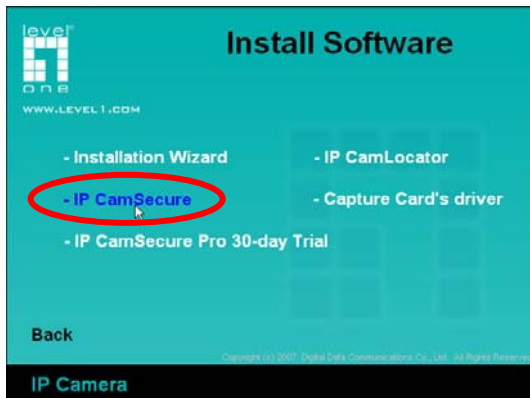 level
one
Install Software
WWW.LEVEL1.COM
- Installation Wizard
- IP CamLocator
- IP CamSecure
- Capture Card's driver
- IP CamSecure Pro 30-day Trial
Back
Copyright (c) 2007 Digital Data Communications Co., Ltd. All Rights Reserved
IP Camera